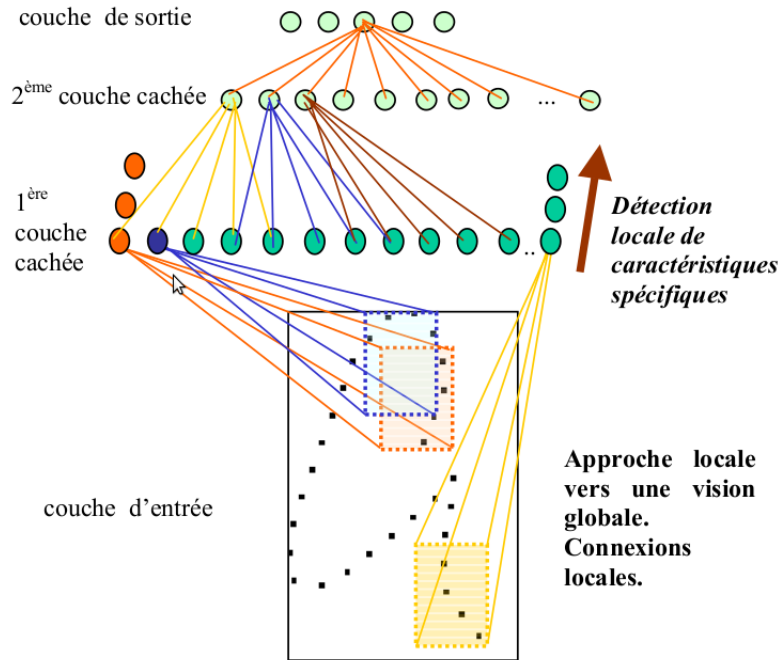 couche de sortie
2ème couche cachée
...
1ère
couche
cachée
..
Détection
locale de
caractéristiques
spécifiques
couche d'entrée
Approche locale
vers une vision
globale.
Connexions
locales.